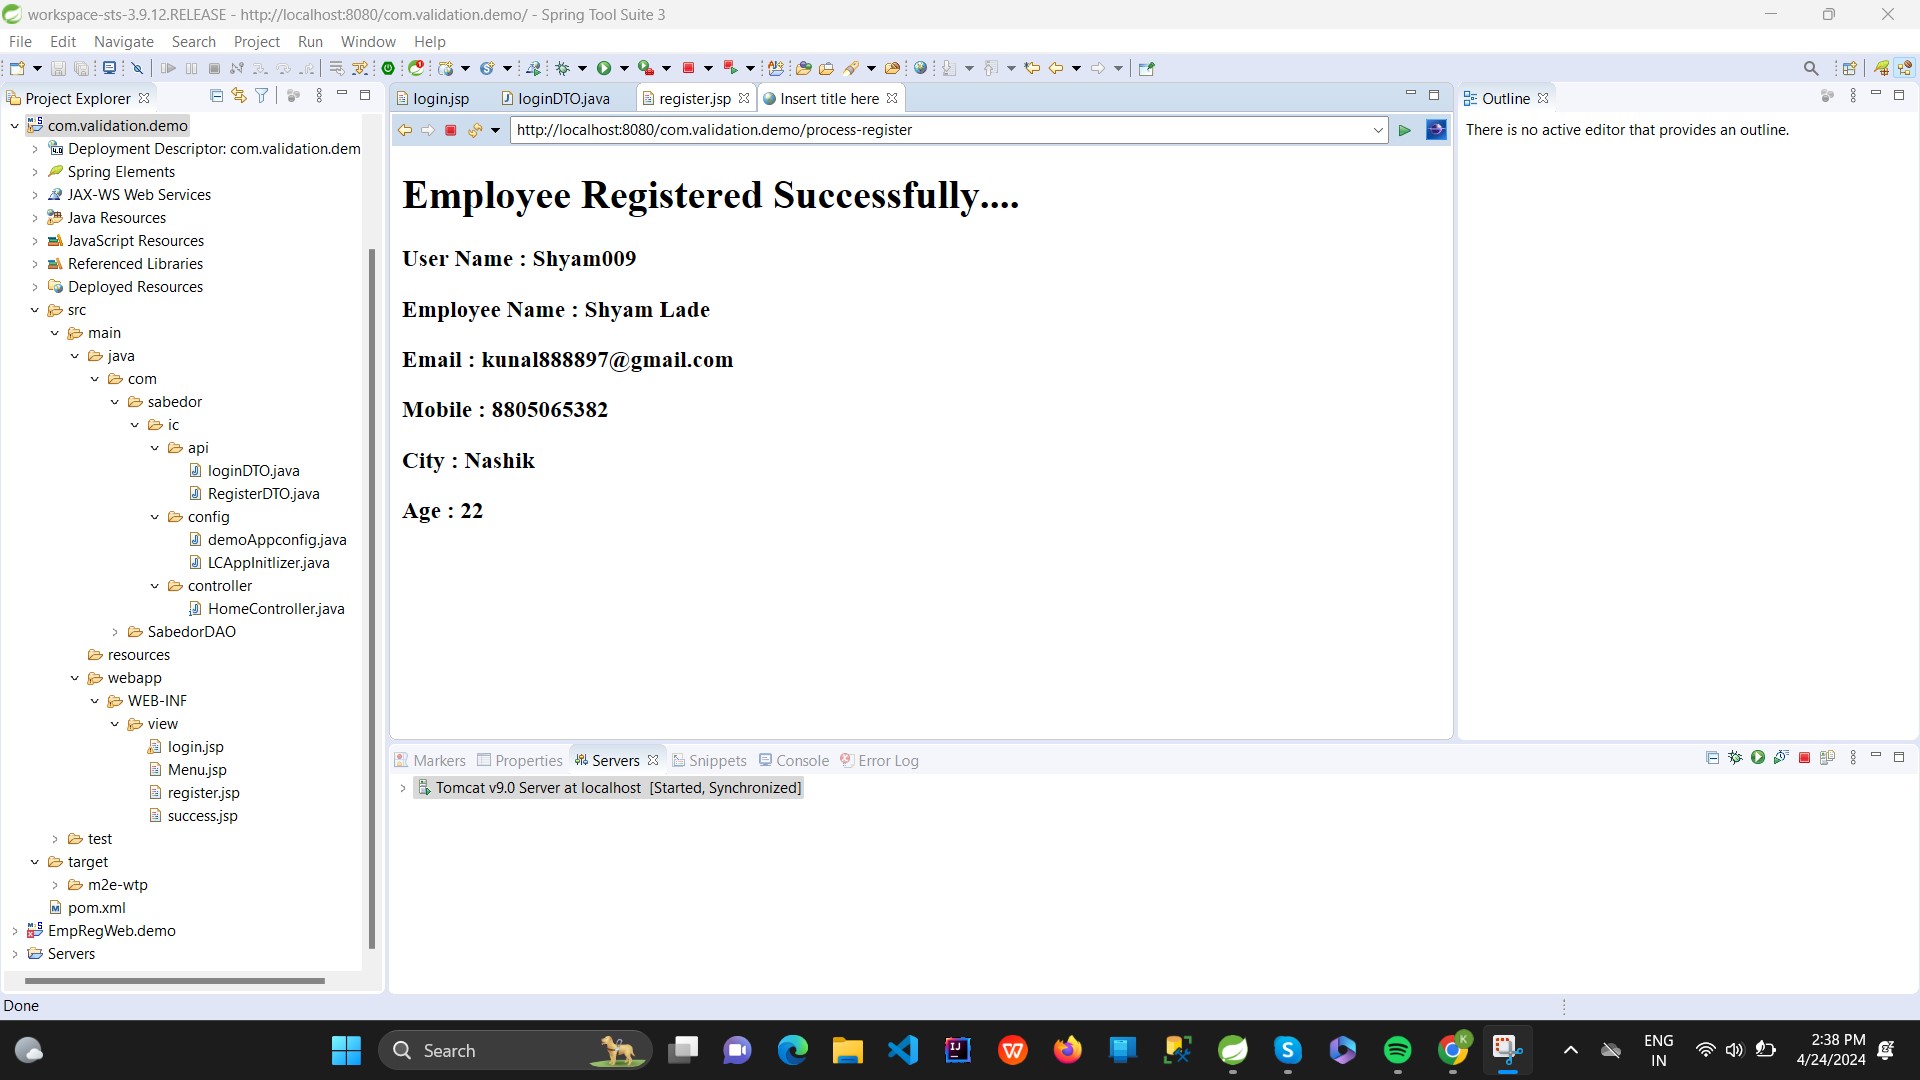 workspace-sts-3.9.12.RELEASE - http://localhost:8080/com.validation.demo/ - Spring Tool Suite 3
File Edit Navigate Search Project Run Window Help
Project Explorer
com.validation.demo
Deployment Descriptor: com.validation.dem
Spring Elements
JAX-WS Web Services
Java Resources
JavaScript Resources
Referenced Libraries
Deployed Resources
src
main
java
com
sabedor
ic
api
loginDTO.java
RegisterDTO.java
config
demoAppconfig.java
LCAppInitlizer.java
controller
HomeController.java
SabedorDAO
resources
webapp
WEB-INF
view
login.jsp
Menu.jsp
register.jsp
success.jsp
test
target
m2e-wtp
pom.xml
EmpRegWeb.demo
Servers
login.jsp loginDTO.java register.jsp Insert title here
http://localhost:8080/com.validation.demo/process-register
Employee Registered Successfully....
User Name : Shyam009
Employee Name : Shyam Lade
Email : kunal888897@gmail.com
Mobile : 8805065382
City : Nashik
Age : 22
Outline
There is no active editor that provides an outline.
Markers Properties Servers Snippets Console Error Log
Tomcat v9.0 Server at localhost [Started, Synchronized]
Done
Search
ENG
IN
2:38 PM
4/24/2024